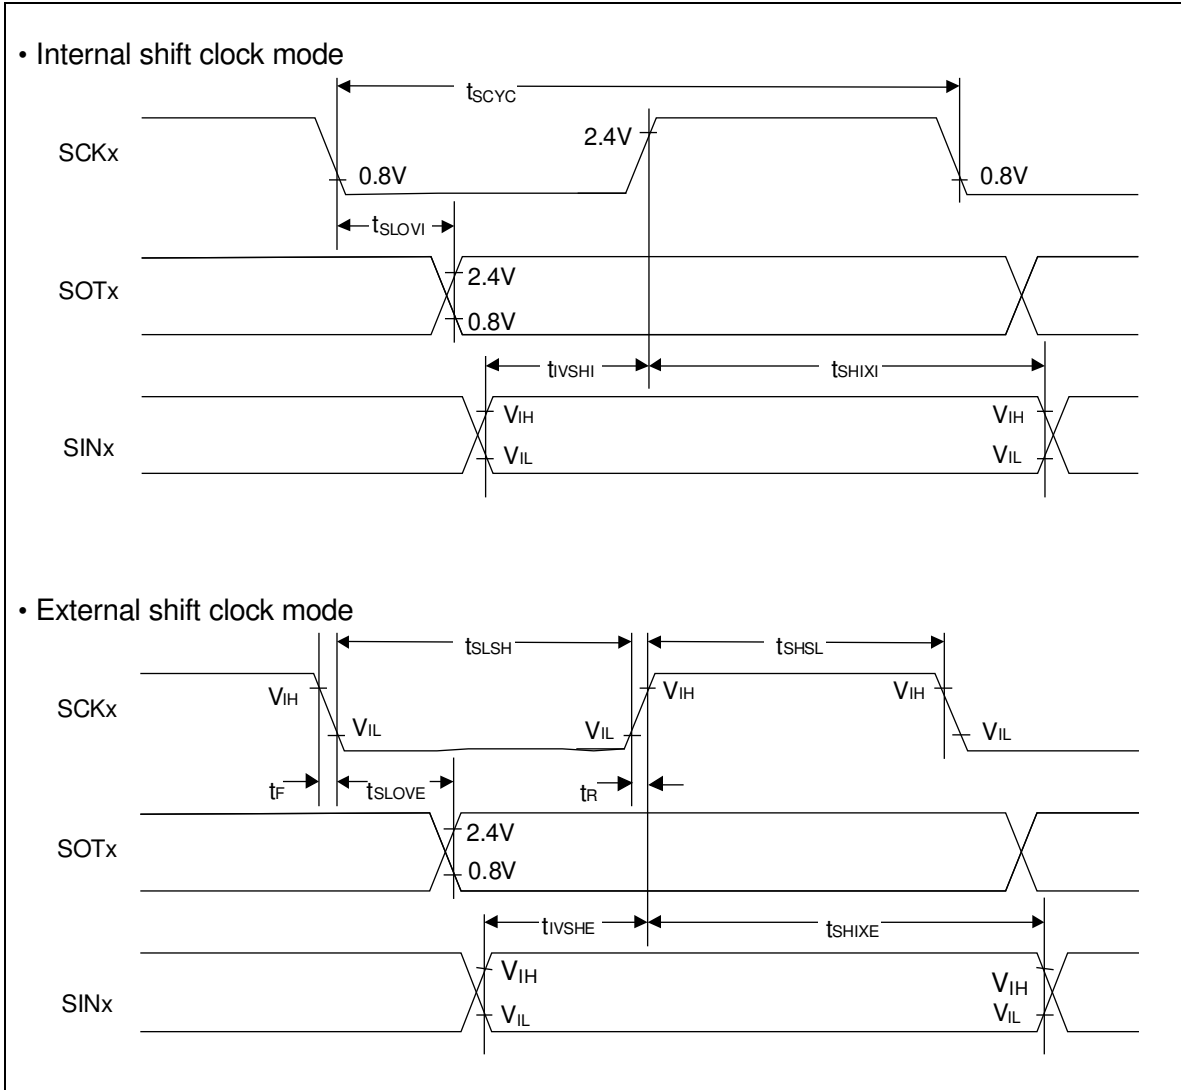 • Internal shift clock mode
tSCYC
SCKx
2.4V
0.8V
0.8V
tSLOVI
SOTx
2.4V
0.8V
tIVSHI
tSHIXI
SINx
VIH
VIH
VIL
VIL
• External shift clock mode
tSLSH
tSHSL
SCKx
VIH
VIH
VIH
VIL
VIL
VIL
tF
tSLOVE
tR
SOTx
2.4V
0.8V
tIVSHE
tSHIXE
SINx
VIH
VIH
VIL
VIL